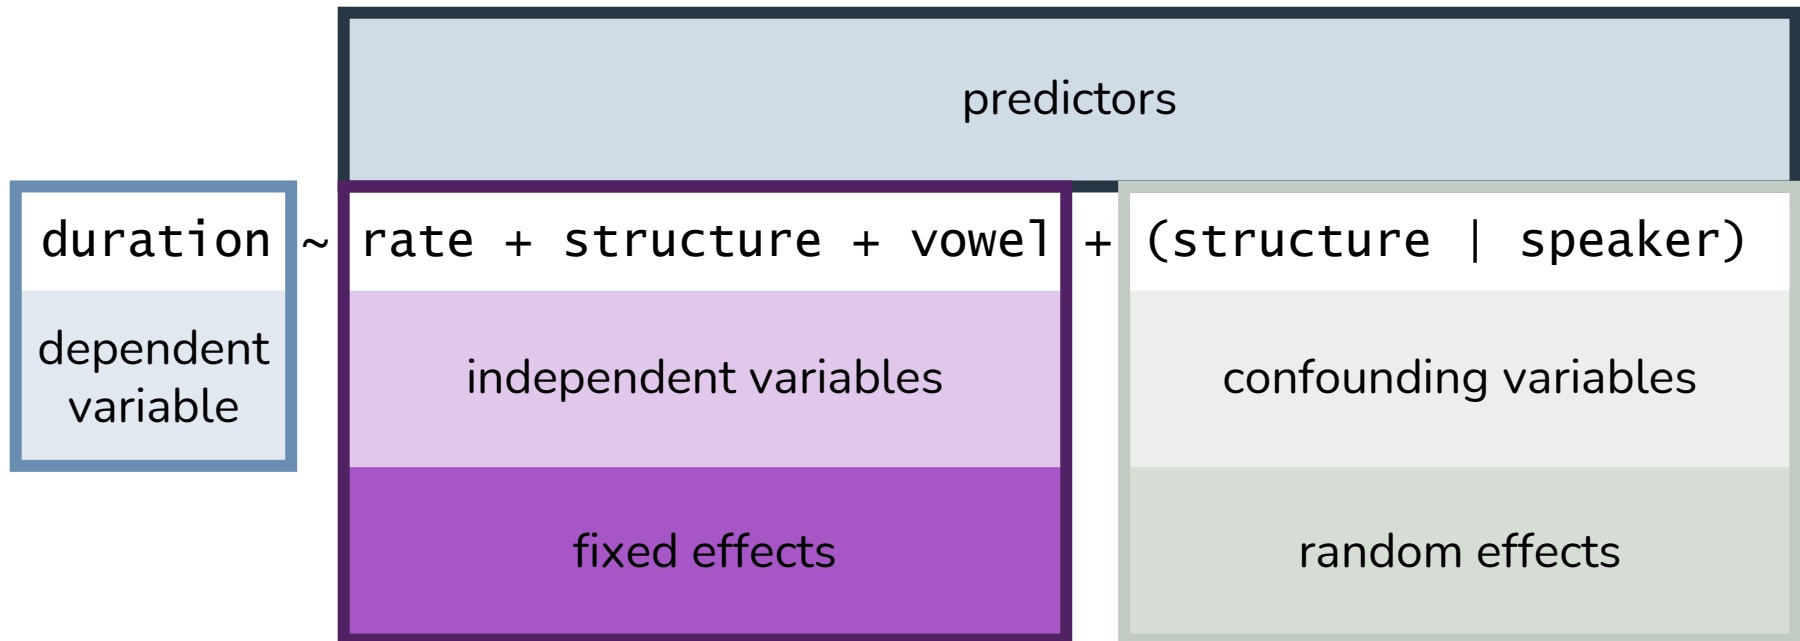 predictors
duration ~ rate + structure + vowel + (structure | speaker)
dependent
variable
independent variables
confounding variables
fixed effects
random effects